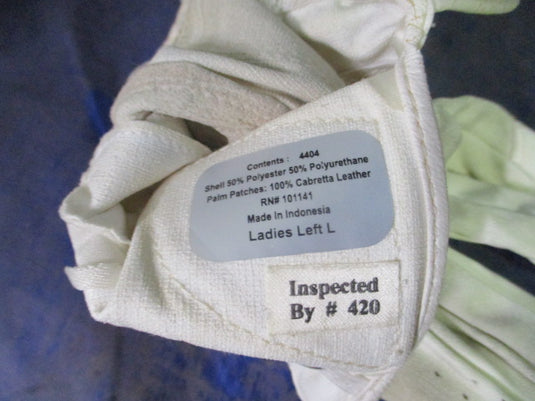 Contents : 4404
Shell 50% Polyester 50% Polyurethane
Palm Patches: 100% Cabretta Leather
RN# 101141
Made In Indonesia
Ladies Left L
Inspected
By # 420